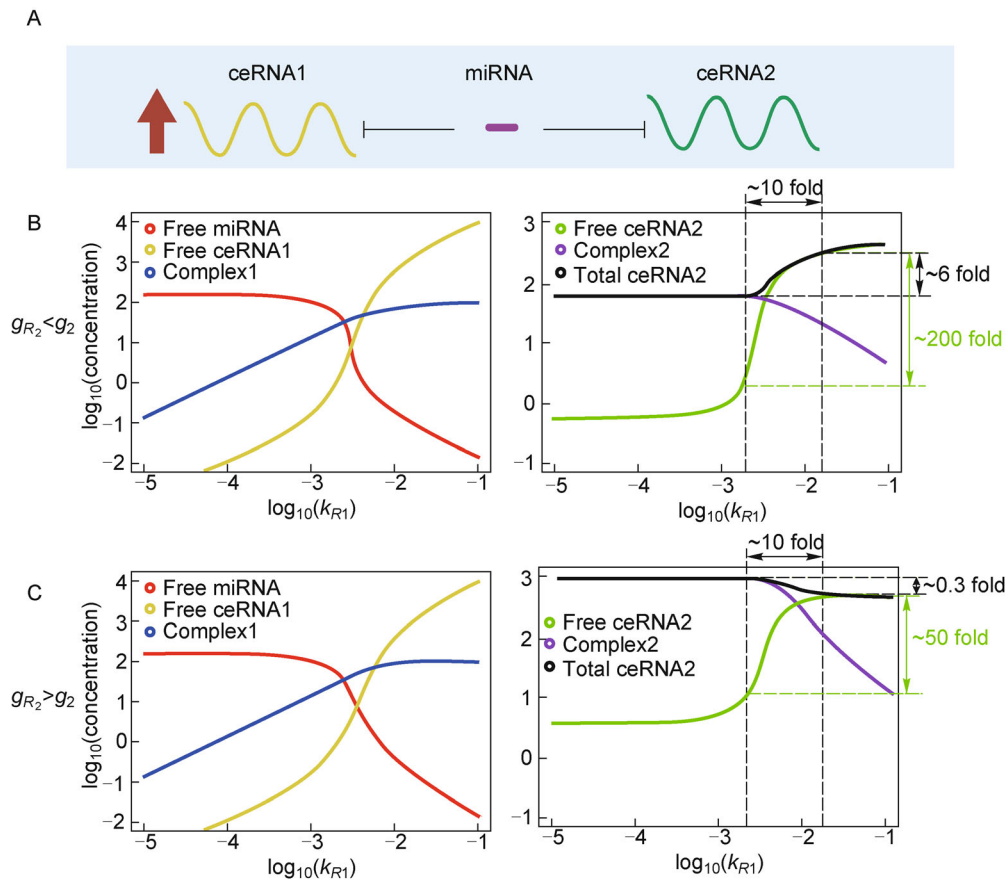 A
ceRNA1
miRNA
ceRNA2
B
g_{R_2}<g_2
log10(concentration)
4
3
2
1
0
−1
−2
Free miRNA
Free ceRNA1
Complex1
−5
−4
−3
−2
−1
log10(k_{R1})
~10 fold
3
2
1
0
−1
Free ceRNA2
Complex2
Total ceRNA2
~6 fold
~200 fold
−5
−4
−3
−2
−1
log10(k_{R1})
C
g_{R_2}>g_2
log10(concentration)
4
3
2
1
0
−1
−2
Free miRNA
Free ceRNA1
Complex1
−5
−4
−3
−2
−1
log10(k_{R1})
~10 fold
3
2
1
0
−1
Free ceRNA2
Complex2
Total ceRNA2
~0.3 fold
~50 fold
−5
−4
−3
−2
−1
log10(k_{R1})